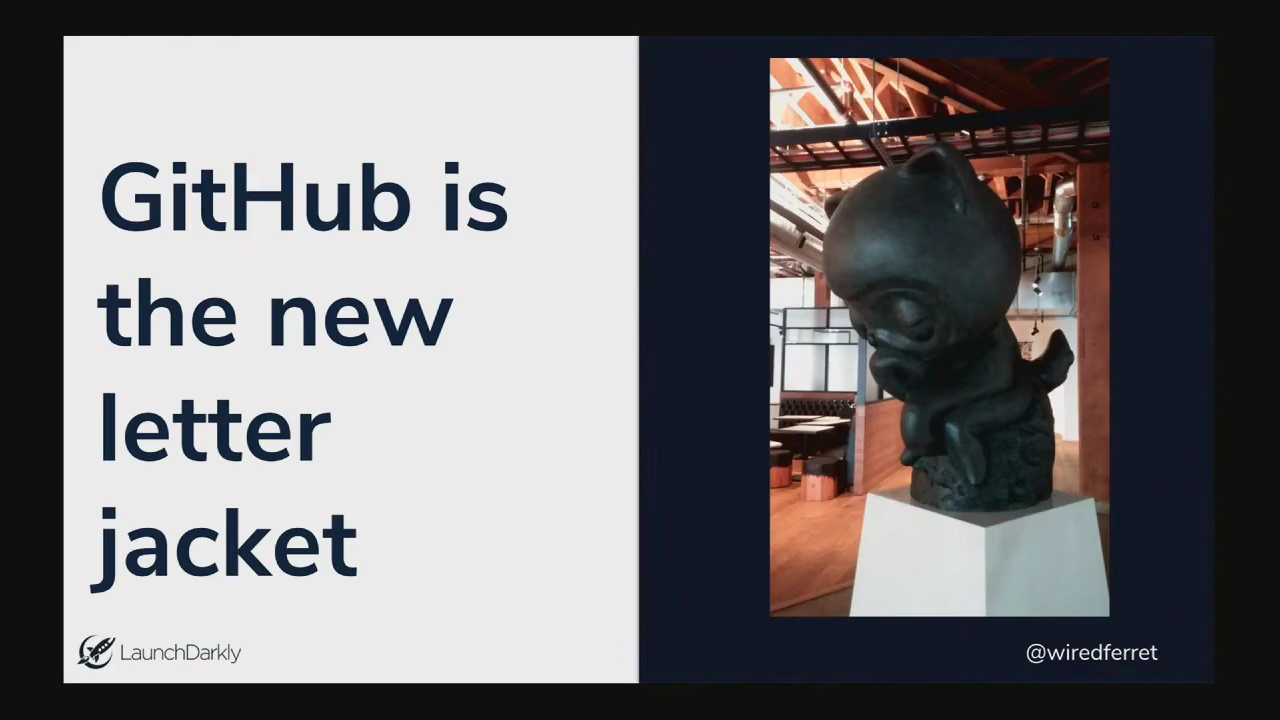 GitHub is
the new
letter
jacket
LaunchDarkly
@wiredferret